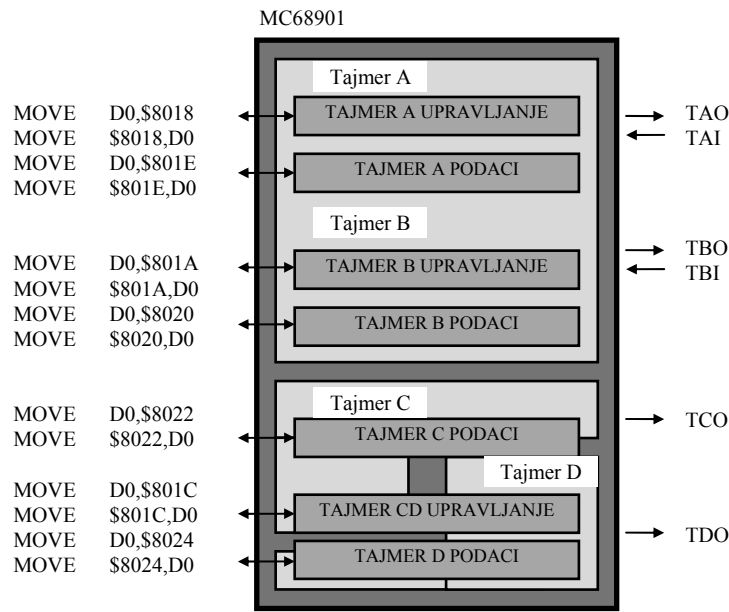 MC68901
Tajmer A
MOVE D0,$8018
MOVE $8018,D0
TAJMER A UPRAVLJANJE
TAO
TAI
MOVE D0,$801E
MOVE $801E,D0
TAJMER A PODACI
Tajmer B
MOVE D0,$801A
MOVE $801A,D0
TAJMER B UPRAVLJANJE
TBO
TBI
MOVE D0,$8020
MOVE $8020,D0
TAJMER B PODACI
Tajmer C
MOVE D0,$8022
MOVE $8022,D0
TAJMER C PODACI
TCO
Tajmer D
MOVE D0,$801C
MOVE $801C,D0
TAJMER CD UPRAVLJANJE
TDO
MOVE D0,$8024
MOVE $8024,D0
TAJMER D PODACI